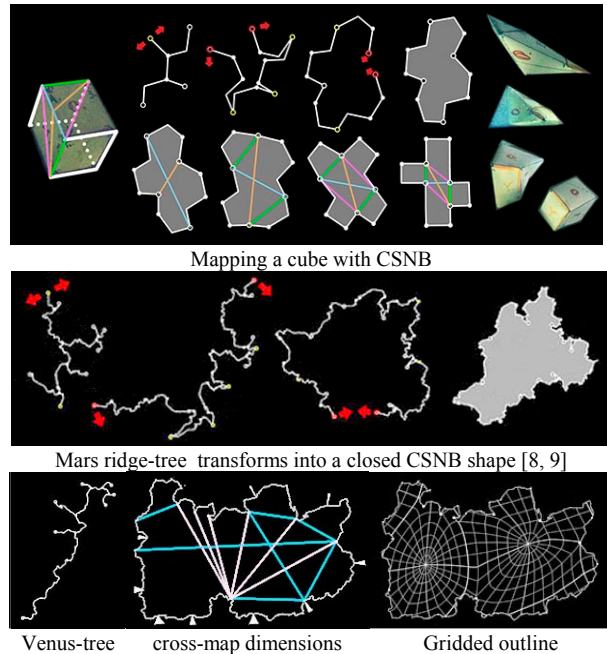 Mapping a cube with CSNB
Mars ridge-tree transforms into a closed CSNB shape [8, 9]
Venus-tree cross-map dimensions Gridded outline